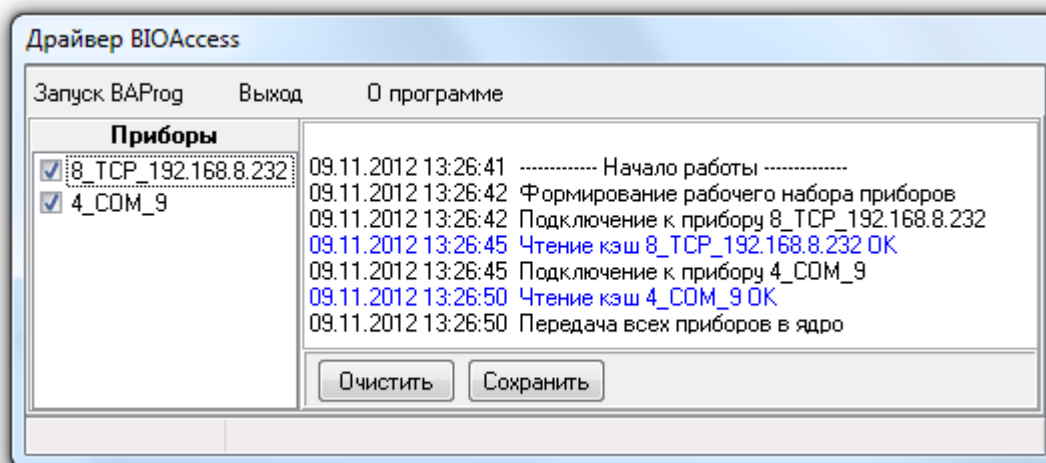 Драйвер BIOAccess
Запуск BAProg Выход О программе
Приборы
8_TCP_192.168.8.232
4_COM_9
09.11.2012 13:26:41 ------------ Начало работы -------------
09.11.2012 13:26:42 Формирование рабочего набора приборов
09.11.2012 13:26:42 Подключение к прибору 8_TCP_192.168.8.232
09.11.2012 13:26:45 Чтение кэш 8_TCP_192.168.8.232 OK
09.11.2012 13:26:45 Подключение к прибору 4_COM_9
09.11.2012 13:26:50 Чтение кэш 4_COM_9 OK
09.11.2012 13:26:50 Передача всех приборов в ядро
Очистить Сохранить